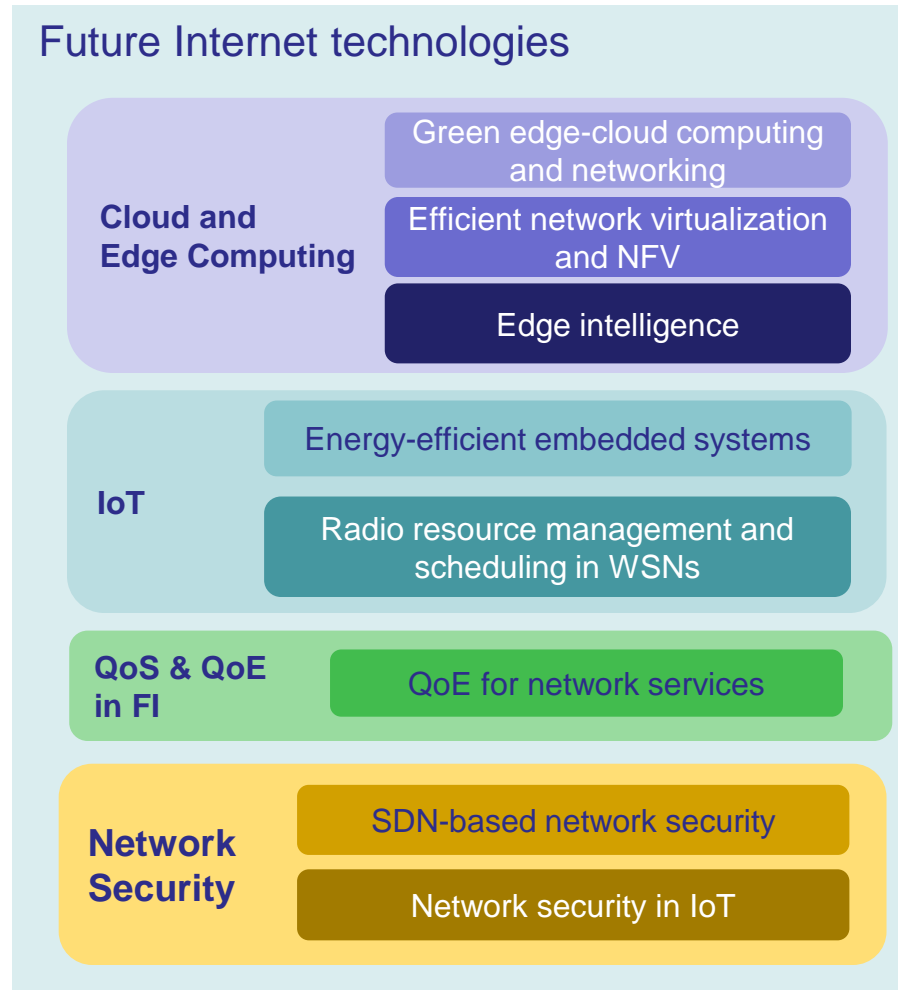 Future Internet technologies
Cloud and
Edge Computing
Green edge-cloud computing
and networking
Efficient network virtualization
and NFV
Edge intelligence
IoT
Energy-efficient embedded systems
Radio resource management and
scheduling in WSNs
QoS & QoE
in FI
QoE for network services
Network
Security
SDN-based network security
Network security in IoT